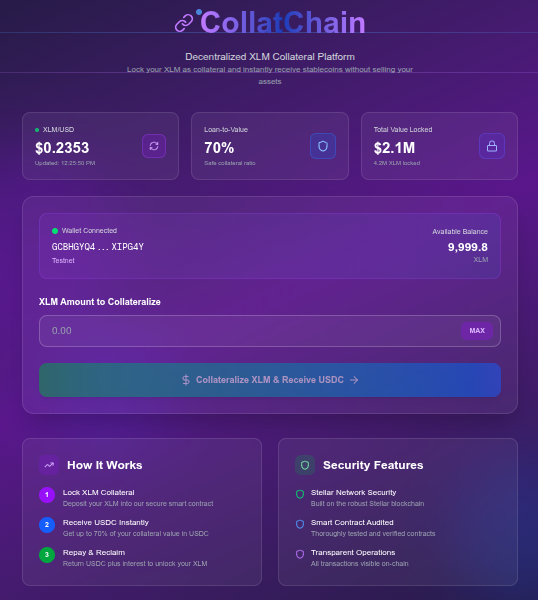 CollatChain
Decentralized XLM Collateral Platform
Lock your XLM as collateral and instantly receive stablecoins without selling your
assets
XLM/USD
$0.2353
Updated: 12:25:50 PM
Loan-to-Value
70%
Safe collateral ratio
Total Value Locked
$2.1M
4.2M XLM locked
Wallet Connected
GCBHGYQ4...XIPG4Y
Testnet
Available Balance
9,999.8
XLM
XLM Amount to Collateralize
0.00
MAX
Collateralize XLM & Receive USDC
How It Works
1
Lock XLM Collateral
Deposit your XLM into our secure smart contract
2
Receive USDC Instantly
Get up to 70% of your collateral value in USDC
3
Repay & Reclaim
Return USDC plus interest to unlock your XLM
Security Features
Stellar Network Security
Built on the robust Stellar blockchain
Smart Contract Audited
Thoroughly tested and verified contracts
Transparent Operations
All transactions visible on-chain